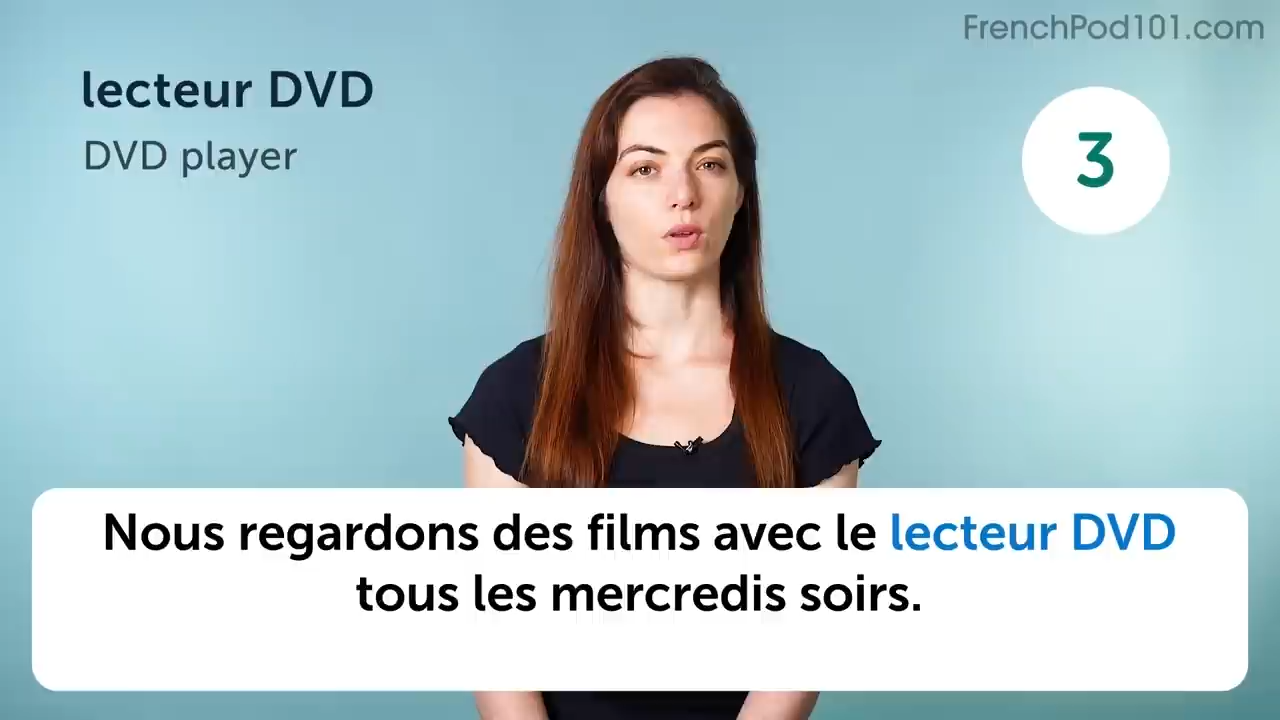 FrenchPod101.com
lecteur DVD
DVD player
3
Nous regardons des films avec le lecteur DVD
tous les mercredis soirs.